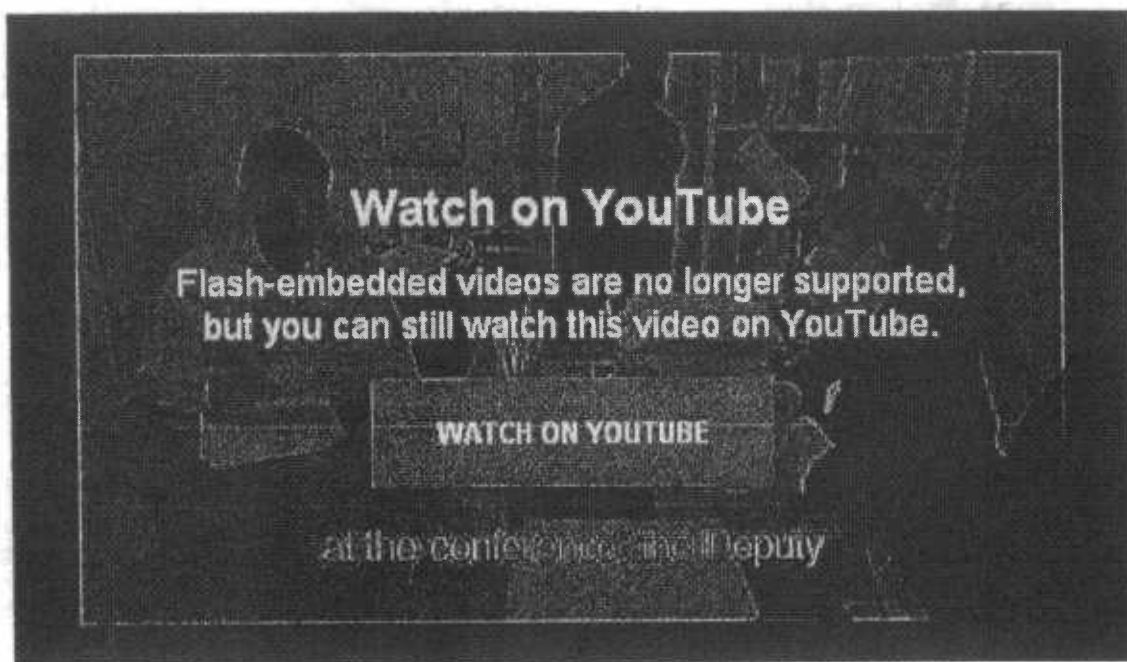 Watch on YouTube
Flash-embedded videos are no longer supported,
but you can still watch this video on YouTube.
WATCH ON YOUTUBE
at the conference the Deputy